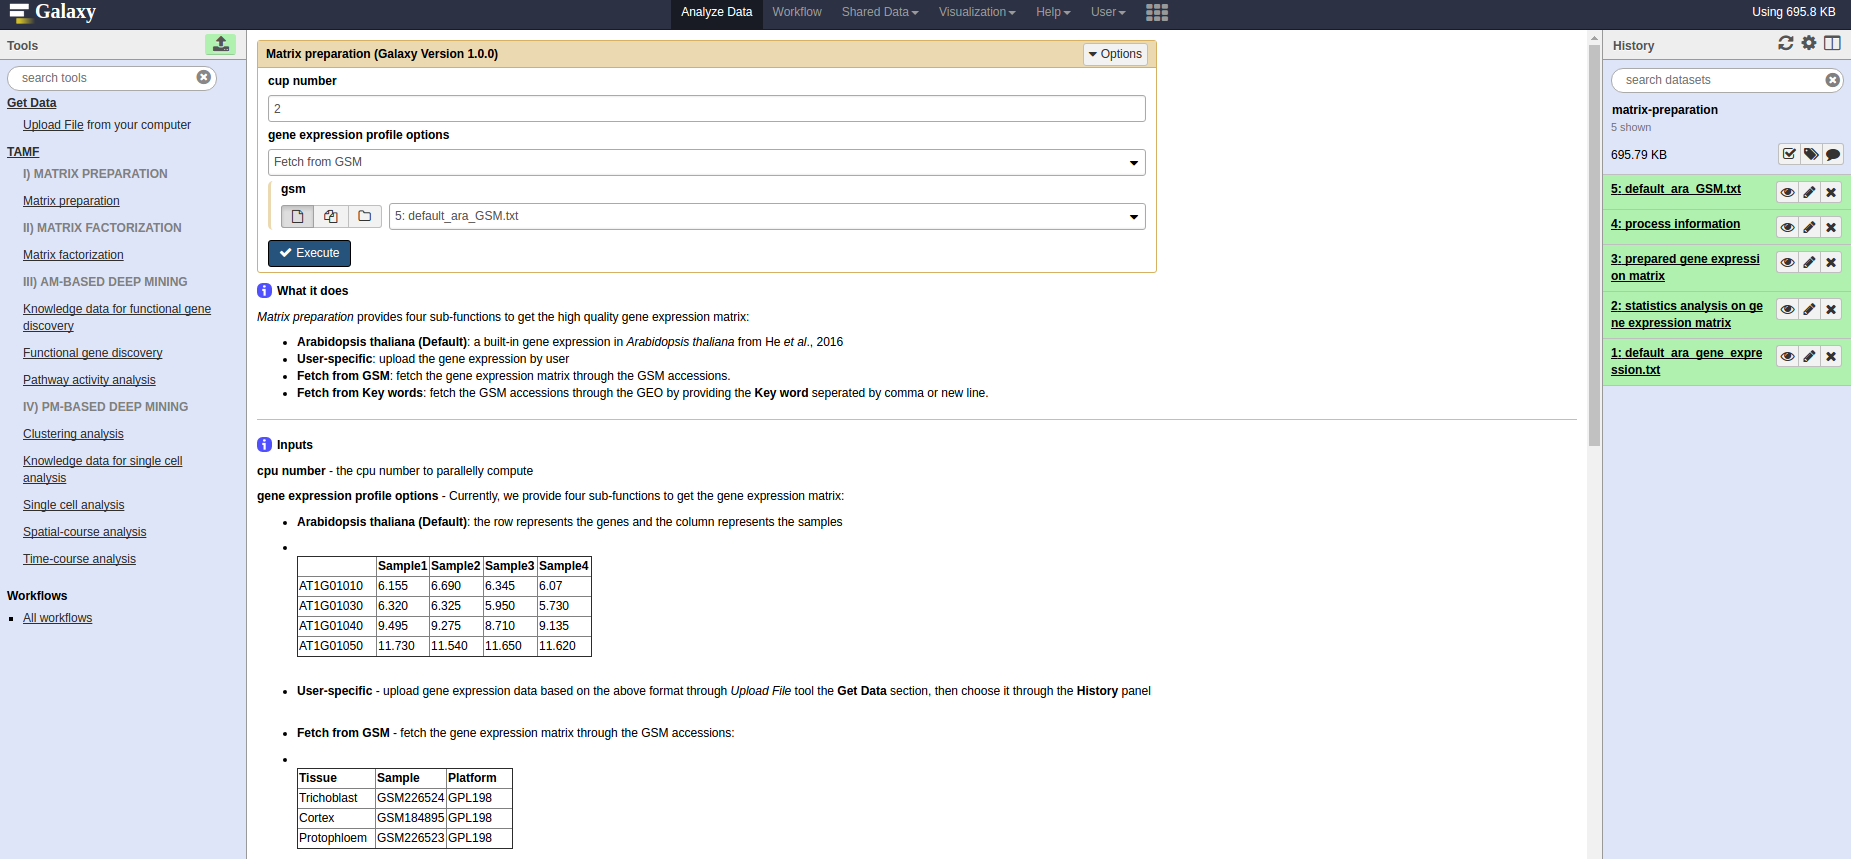 Galaxy
Analyze Data
Workflow
Shared Data
Visualization
Help
User
Using 695.8 KB
Tools
search tools
Get Data
Upload File from your computer
TAMF
I) MATRIX PREPARATION
Matrix preparation
II) MATRIX FACTORIZATION
Matrix factorization
III) AM-BASED DEEP MINING
Knowledge data for functional gene
discovery
Functional gene discovery
Pathway activity analysis
IV) PM-BASED DEEP MINING
Clustering analysis
Knowledge data for single cell
analysis
Single cell analysis
Spatial-course analysis
Time-course analysis
Workflows
All workflows
Matrix preparation (Galaxy Version 1.0.0)
Options
cup number
2
gene expression profile options
Fetch from GSM
gsm
5: default_ara_GSM.txt
Execute
What it does
Matrix preparation provides four sub-functions to get the high quality gene expression matrix:
Arabidopsis thaliana (Default): a built-in gene expression in Arabidopsis thaliana from He et al., 2016
User-specific: upload the gene expression by user
Fetch from GSM: fetch the gene expression matrix through the GSM accessions.
Fetch from Key words: fetch the GSM accessions through the GEO by providing the Key word seperated by comma or new line.
Inputs
cpu number - the cpu number to parallelly compute
gene expression profile options - Currently, we provide four sub-functions to get the gene expression matrix:
Arabidopsis thaliana (Default): the row represents the genes and the column represents the samples
Sample1 Sample2 Sample3 Sample4
AT1G01010 6.155 6.690 6.345 6.07
AT1G01030 6.320 6.325 5.950 5.730
AT1G01040 9.495 9.275 8.710 9.135
AT1G01050 11.730 11.540 11.650 11.620
User-specific - upload gene expression data based on the above format through Upload File tool the Get Data section, then choose it through the History panel
Fetch from GSM - fetch the gene expression matrix through the GSM accessions:
Tissue Sample Platform
Trichoblast GSM226524 GPL198
Cortex GSM184895 GPL198
Protophloem GSM226523 GPL198
History
search datasets
matrix-preparation
5 shown
695.79 KB
5: default_ara_GSM.txt
4: process information
3: prepared gene expressi
on matrix
2: statistics analysis on ge
ne expression matrix
1: default_ara_gene_expre
ssion.txt